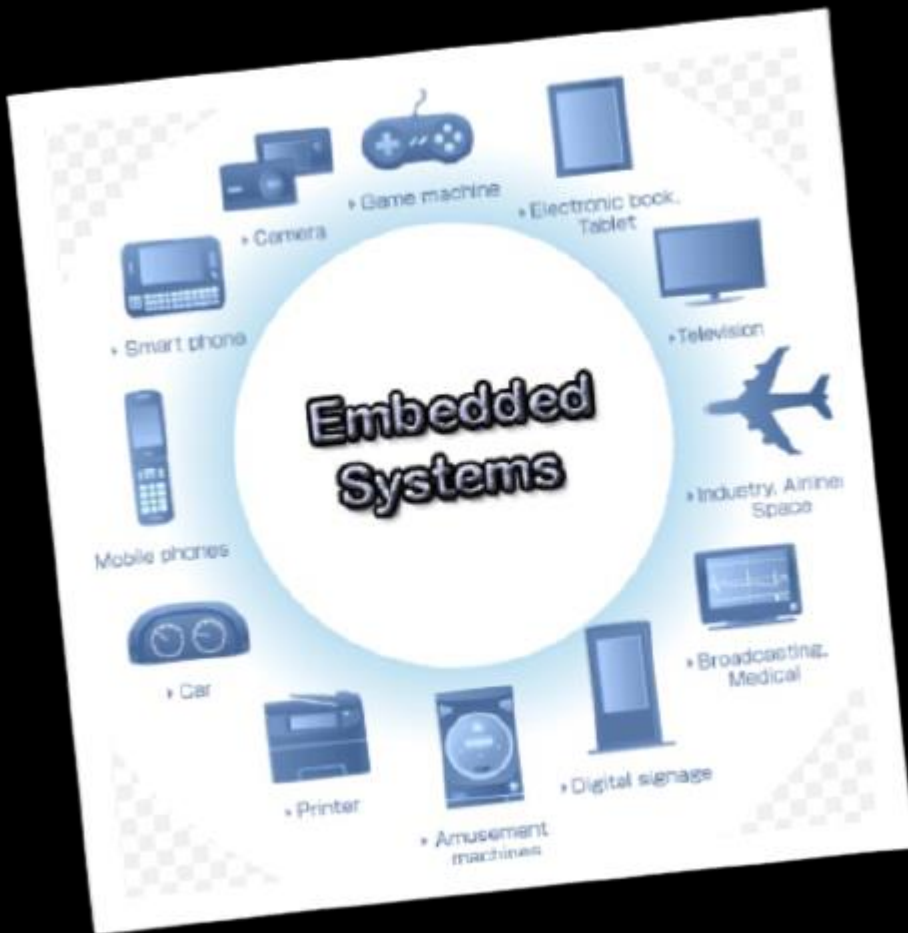 Game machine
Electronic book,
Tablet
Camera
Television
Smart phone
Embedded
Systems
Industry, Airline
Space
Mobile phones
Broadcasting,
Medical
Car
Digital signage
Printer
Amusement
machines